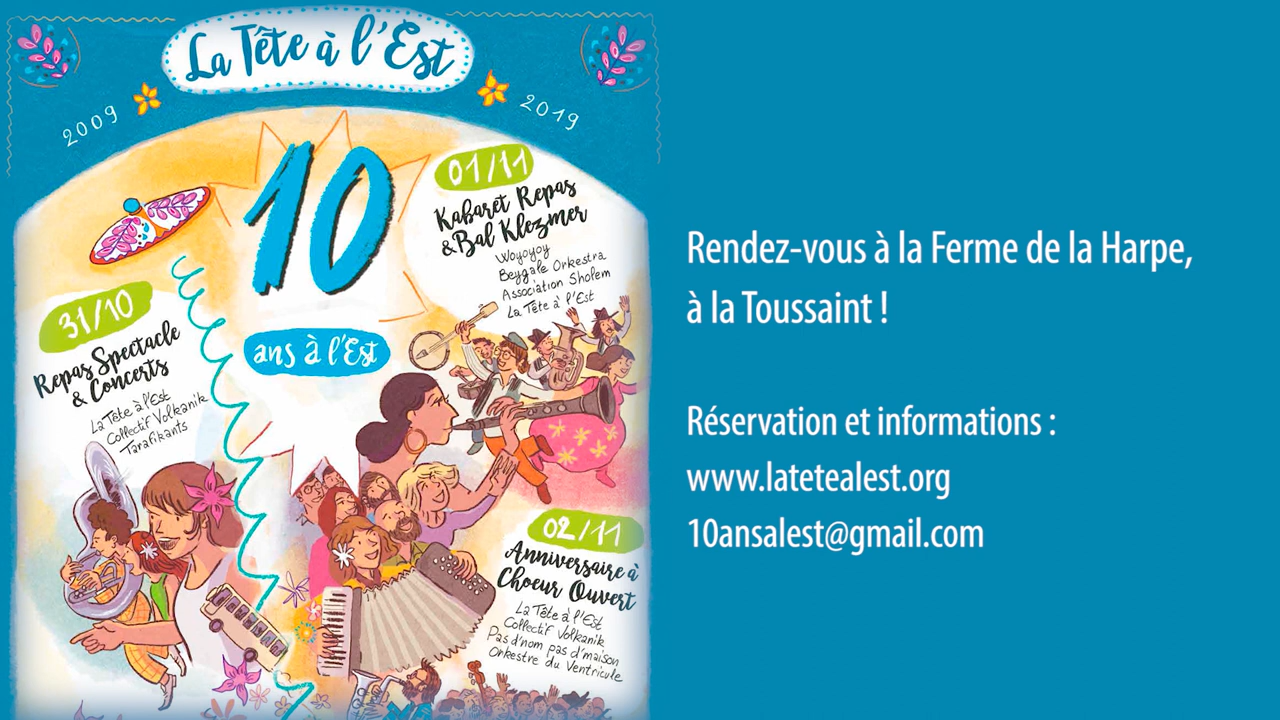 La Tête à l'Est
2009
2019
10
ans à l'Est
31/10
Repas Spectacle
& Concerts
La Tête à l'Est
Collectif Volkanik
Tarafikants
01/11
Kabaret Repas
& Bal Klezmer
Woyoyoy
Beygale Orkestra
Association Sholem
La Tête à l'Est
02/11
Anniversaire à
Choeur Ouvert
La Tête à l'Est
Collectif Volkanik
Pas d'nom pas d'maison
Orkestre du Ventricule
Rendez-vous à la Ferme de la Harpe,
à la Toussaint !
Réservation et informations :
www.latetealest.org
10ansalest@gmail.com